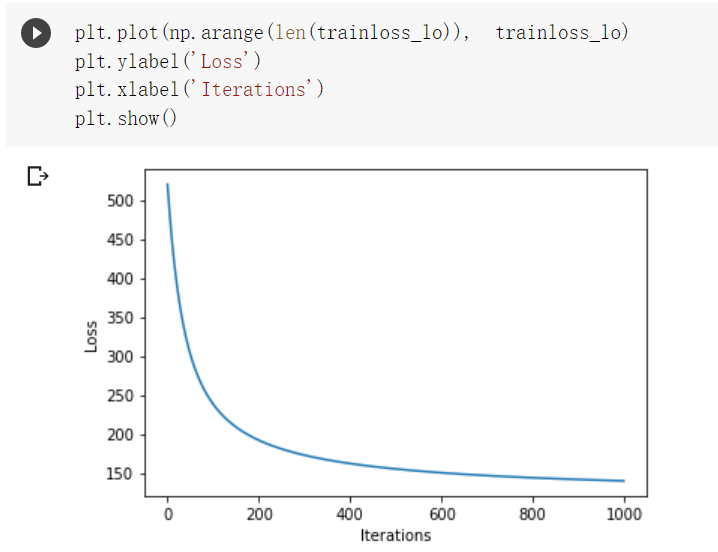 plt.plot(np.arange(len(trainloss_lo)),  trainloss_lo)
plt.ylabel('Loss')
plt.xlabel('Iterations')
plt.show()
500
450
400
350
300
250
200
150
Loss
0 200 400 600 800 1000
Iterations